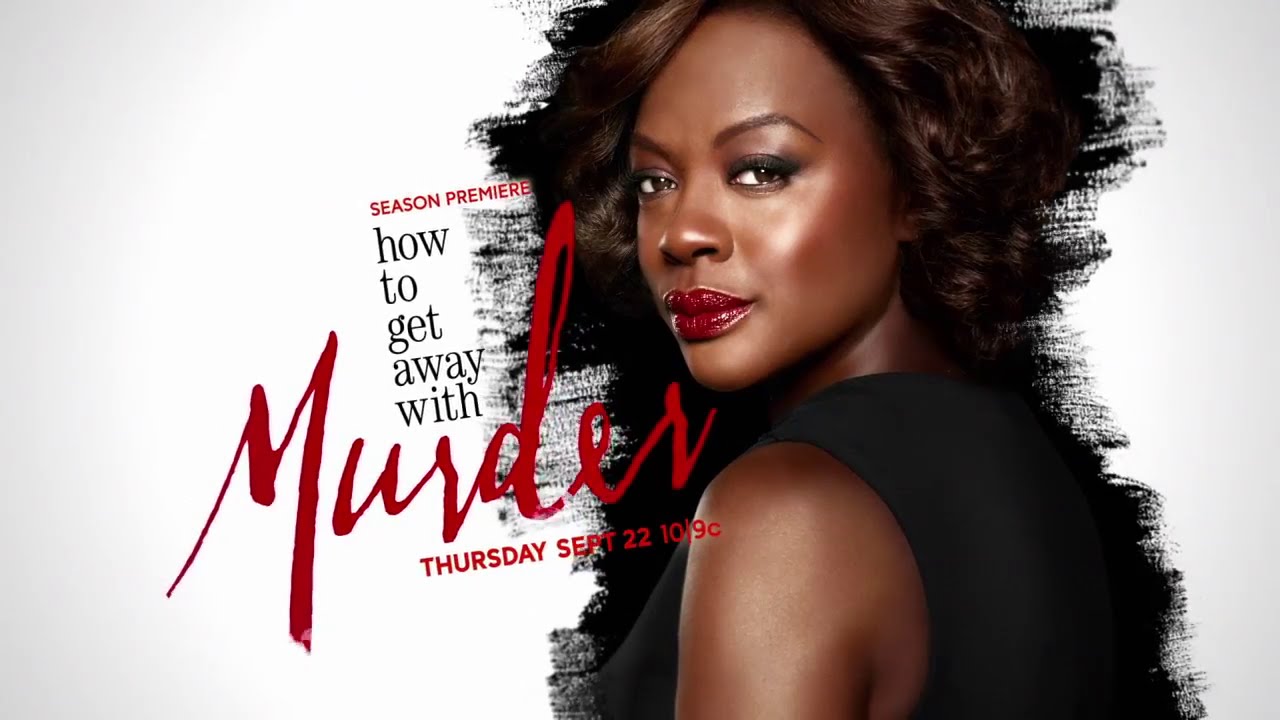 SEASON PREMIERE
how
to
get
away
with
Murder
THURSDAY SEPT 22 10|9c